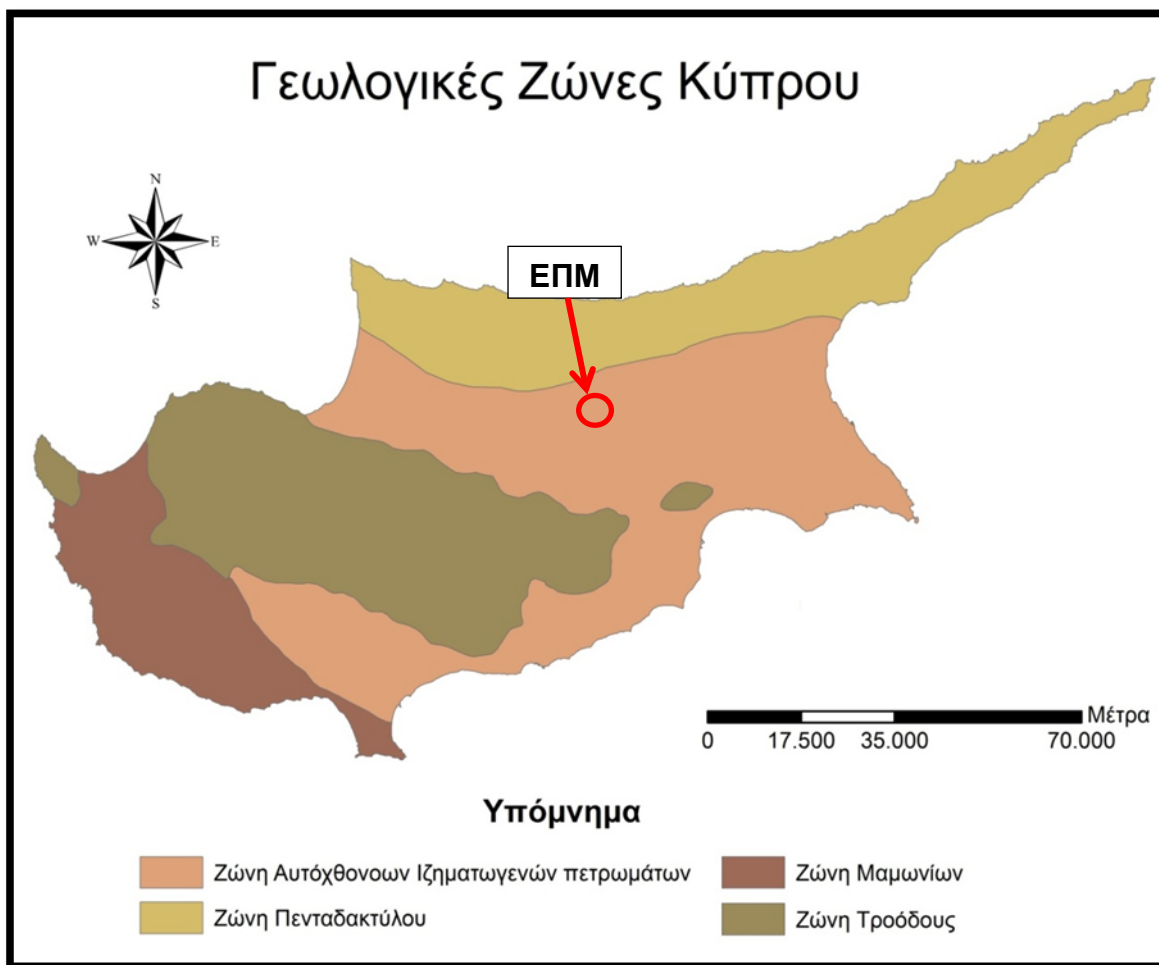 Γεωλογικές Ζώνες Κύπρου
N
W
E
S
ΕΠΜ
Μέτρα
0 17.500 35.000 70.000
Υπόμνημα
Ζώνη Αυτόχθονοων Ιζηματωγενών πετρωμάτων
Ζώνη Μαμωνίων
Ζώνη Πενταδακτύλου
Ζώνη Τροόδους